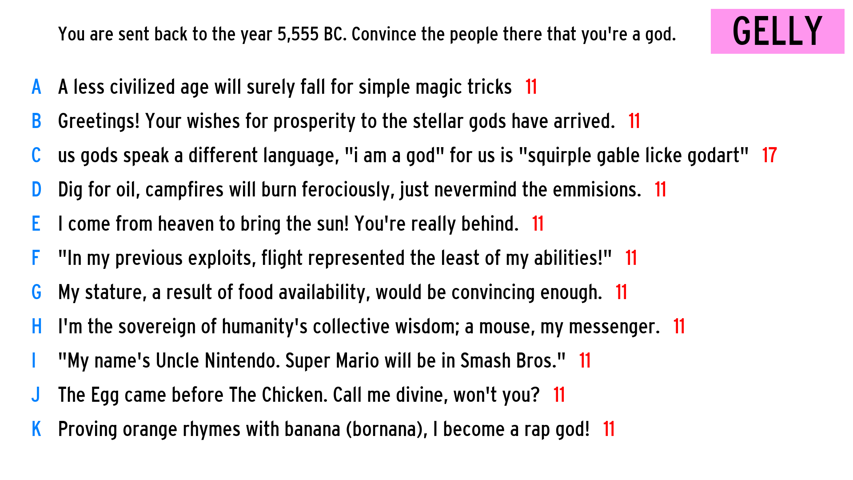 You are sent back to the year 5,555 BC. Convince the people there that you're a god.
GELLY
A A less civilized age will surely fall for simple magic tricks 11
B Greetings! Your wishes for prosperity to the stellar gods have arrived. 11
C us gods speak a different language, "i am a god" for us is "squirple gable licke godart" 17
D Dig for oil, campfires will burn ferociously, just nevermind the emmisions. 11
E I come from heaven to bring the sun! You're really behind. 11
F "In my previous exploits, flight represented the least of my abilities!" 11
G My stature, a result of food availability, would be convincing enough. 11
H I'm the sovereign of humanity's collective wisdom; a mouse, my messenger. 11
I "My name's Uncle Nintendo. Super Mario will be in Smash Bros." 11
J The Egg came before The Chicken. Call me divine, won't you? 11
K Proving orange rhymes with banana (bornana), I become a rap god! 11